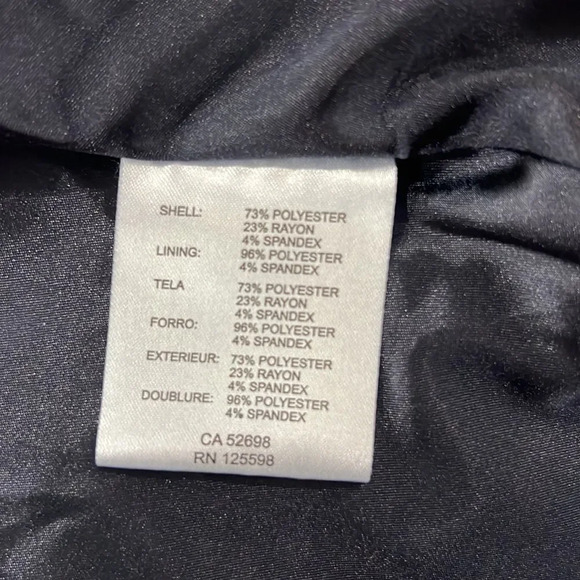 SHELL: 73% POLYESTER
23% RAYON
4% SPANDEX
LINING: 96% POLYESTER
4% SPANDEX
TELA 73% POLYESTER
23% RAYON
4% SPANDEX
FORRO: 96% POLYESTER
4% SPANDEX
EXTERIEUR: 73% POLYESTER
23% RAYON
4% SPANDEX
DOUBLURE: 96% POLYESTER
4% SPANDEX
CA 52698
RN 125598